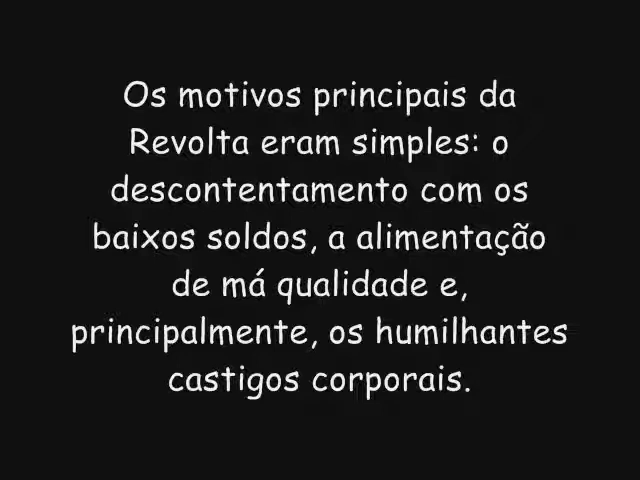 Os motivos principais da
Revolta eram simples: o
descontentamento com os
baixos soldos, a alimentação
de má qualidade e,
principalmente, os humilhantes
castigos corporais.